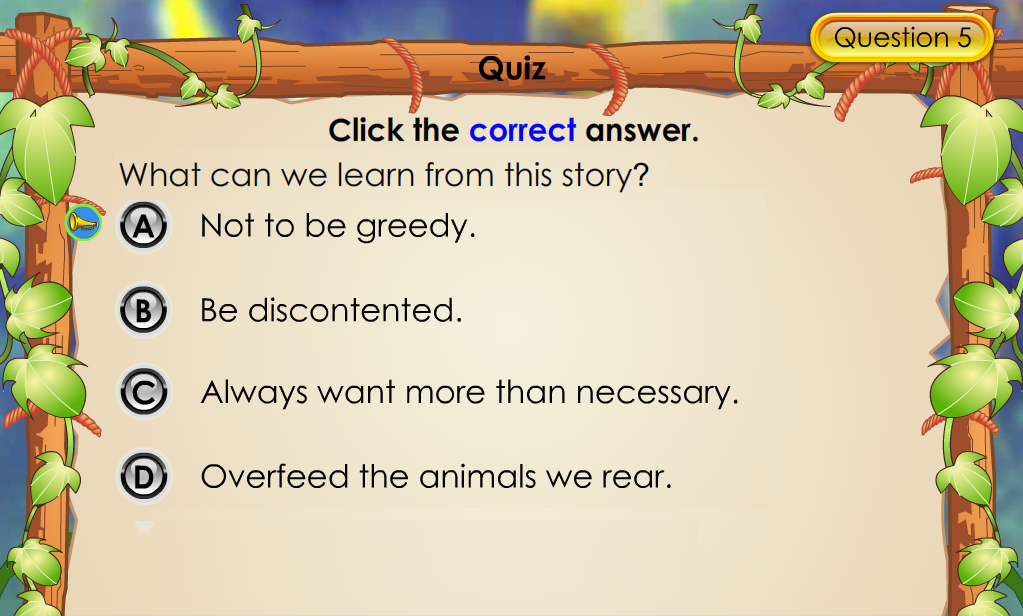 Question 5
Quiz
Click the correct answer.
What can we learn from this story?
A Not to be greedy.
B Be discontented.
C Always want more than necessary.
D Overfeed the animals we rear.